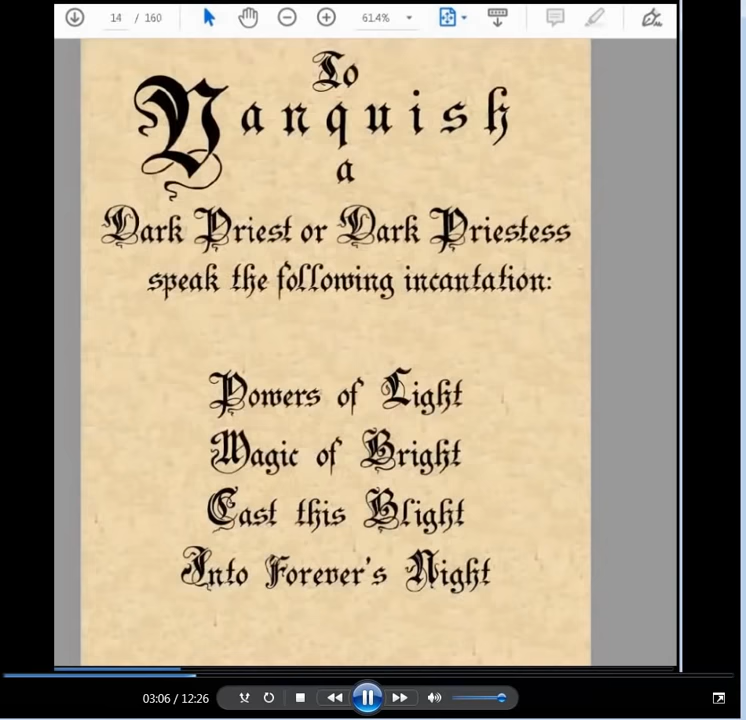 14 / 160
61.4%
To
Vanquish
a
Dark Priest or Dark Priestess
speak the following incantation:
Powers of Light
Magic of Bright
Cast this Blight
Into Forever's Night
03:06 / 12:26